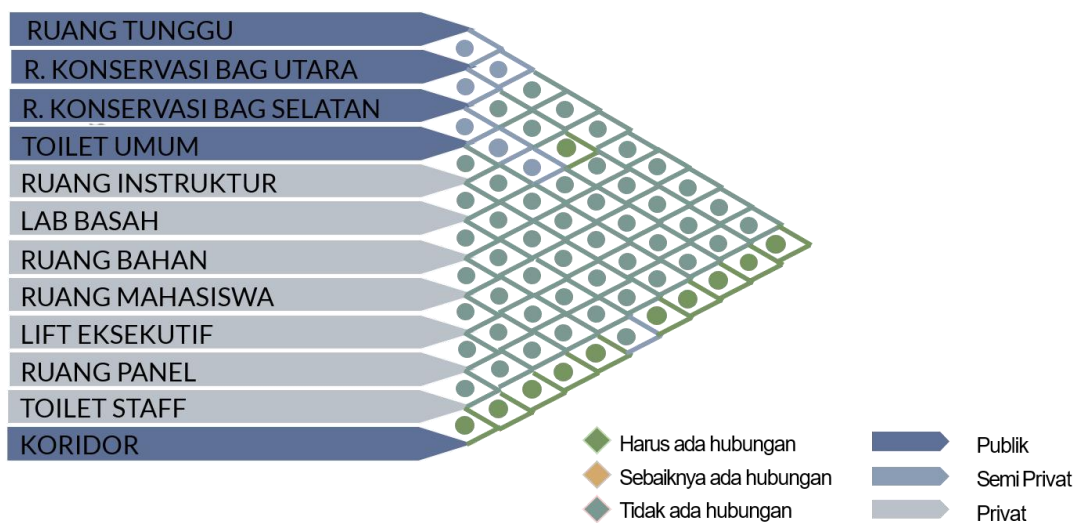 RUANG TUNGGU
R. KONSERVASI BAG UTARA
R. KONSERVASI BAG SELATAN
TOILET UMUM
RUANG INSTRUKTUR
LAB BASAH
RUANG BAHAN
RUANG MAHASISWA
LIFT EKSEKUTIF
RUANG PANEL
TOILET STAFF
KORIDOR
Harus ada hubungan
Sebaiknya ada hubungan
Tidak ada hubungan
Publik
Semi Privat
Privat